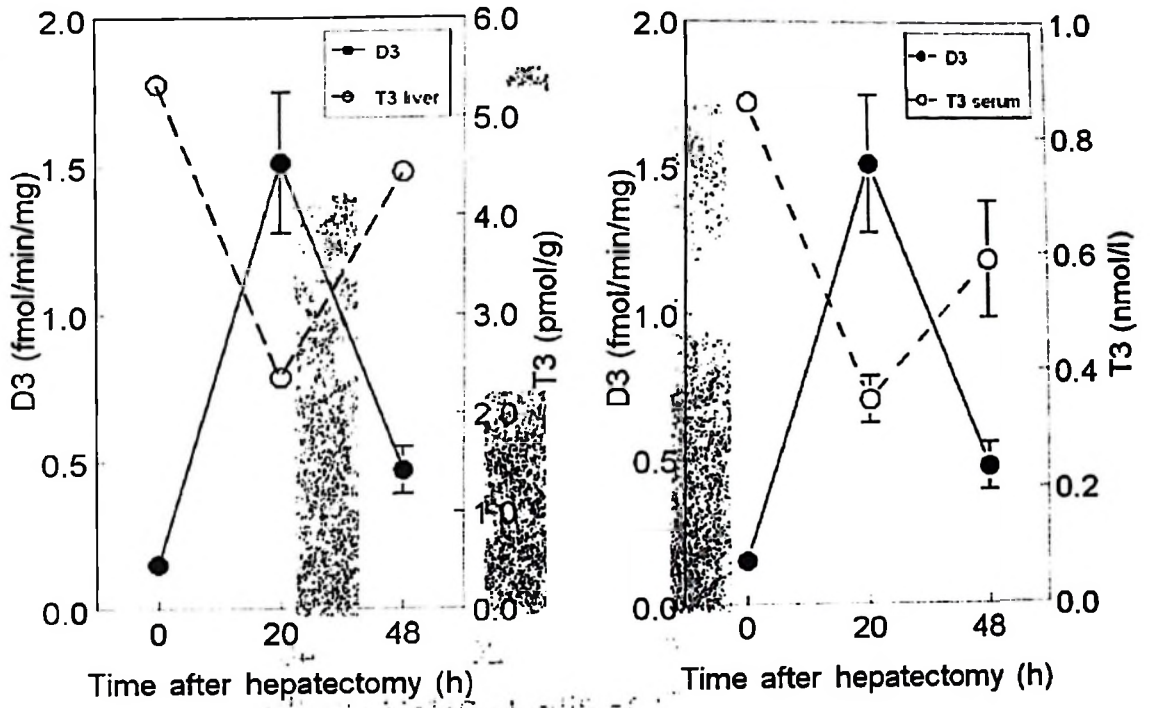 2.0
1.5
1.0
0.5
0.0
D3 (fmol/min/mg)
D3
T3 liver
6.0
5.0
4.0
3.0
2.0
1.0
0.0
T3 (pmol/g)
0 20 48
Time after hepatectomy (h)
2.0
1.5
1.0
0.5
0.0
D3 (fmol/min/mg)
D3
T3 serum
1.0
0.8
0.6
0.4
0.2
0.0
T3 (nmol/l)
0 20 48
Time after hepatectomy (h)